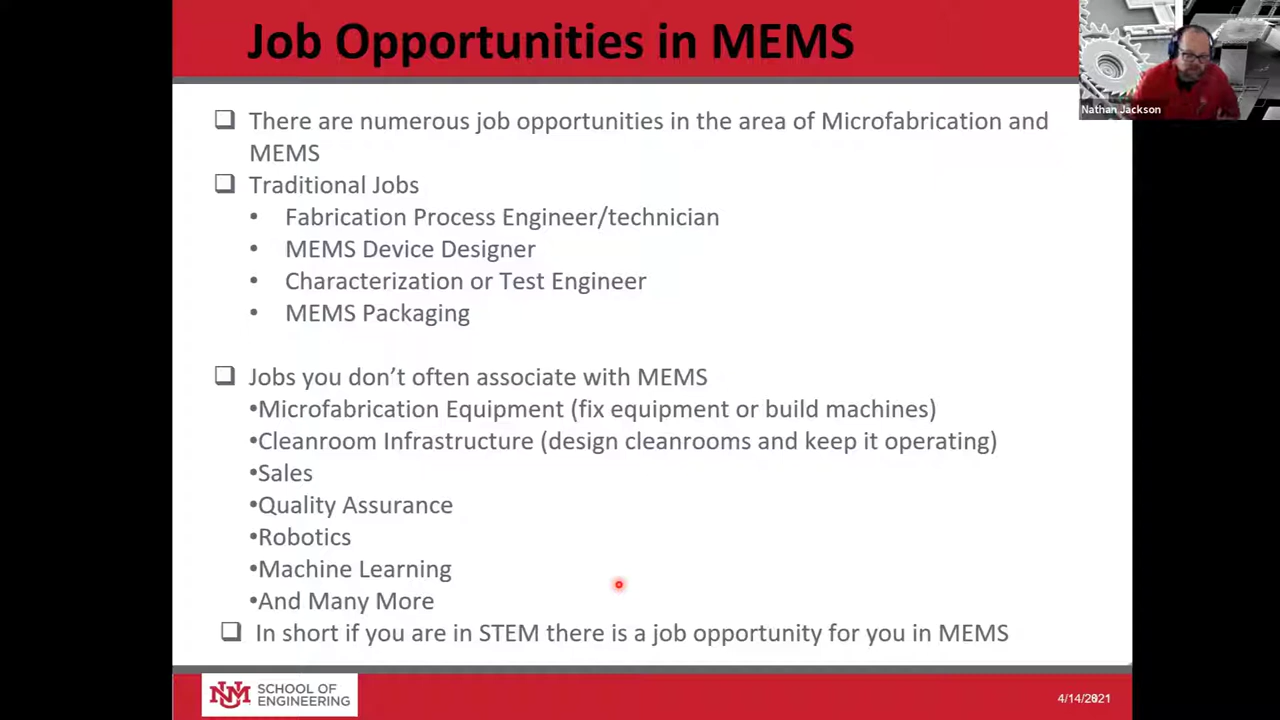 Job Opportunities in MEMS
Nathan Jackson
❑ There are numerous job opportunities in the area of Microfabrication and
MEMS
❑ Traditional Jobs
• Fabrication Process Engineer/technician
• MEMS Device Designer
• Characterization or Test Engineer
• MEMS Packaging
❑ Jobs you don’t often associate with MEMS
•Microfabrication Equipment (fix equipment or build machines)
•Cleanroom Infrastructure (design cleanrooms and keep it operating)
•Sales
•Quality Assurance
•Robotics
•Machine Learning
•And Many More
❑ In short if you are in STEM there is a job opportunity for you in MEMS
UNM SCHOOL OF
ENGINEERING